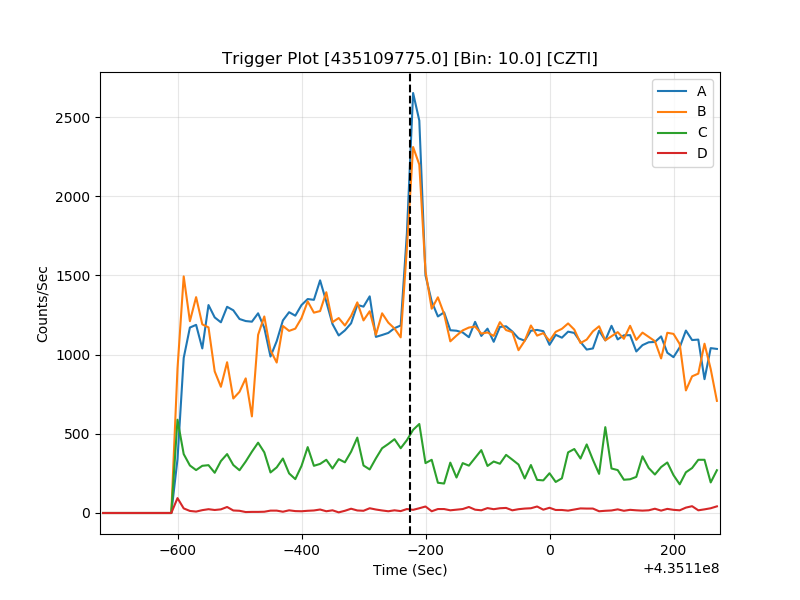 Trigger Plot [435109775.0] [Bin: 10.0] [CZTI]
A
B
C
D
2500
2000
1500
1000
500
0
Counts/Sec
−600
−400
−200
0
200
Time (Sec)
+4.3511e8